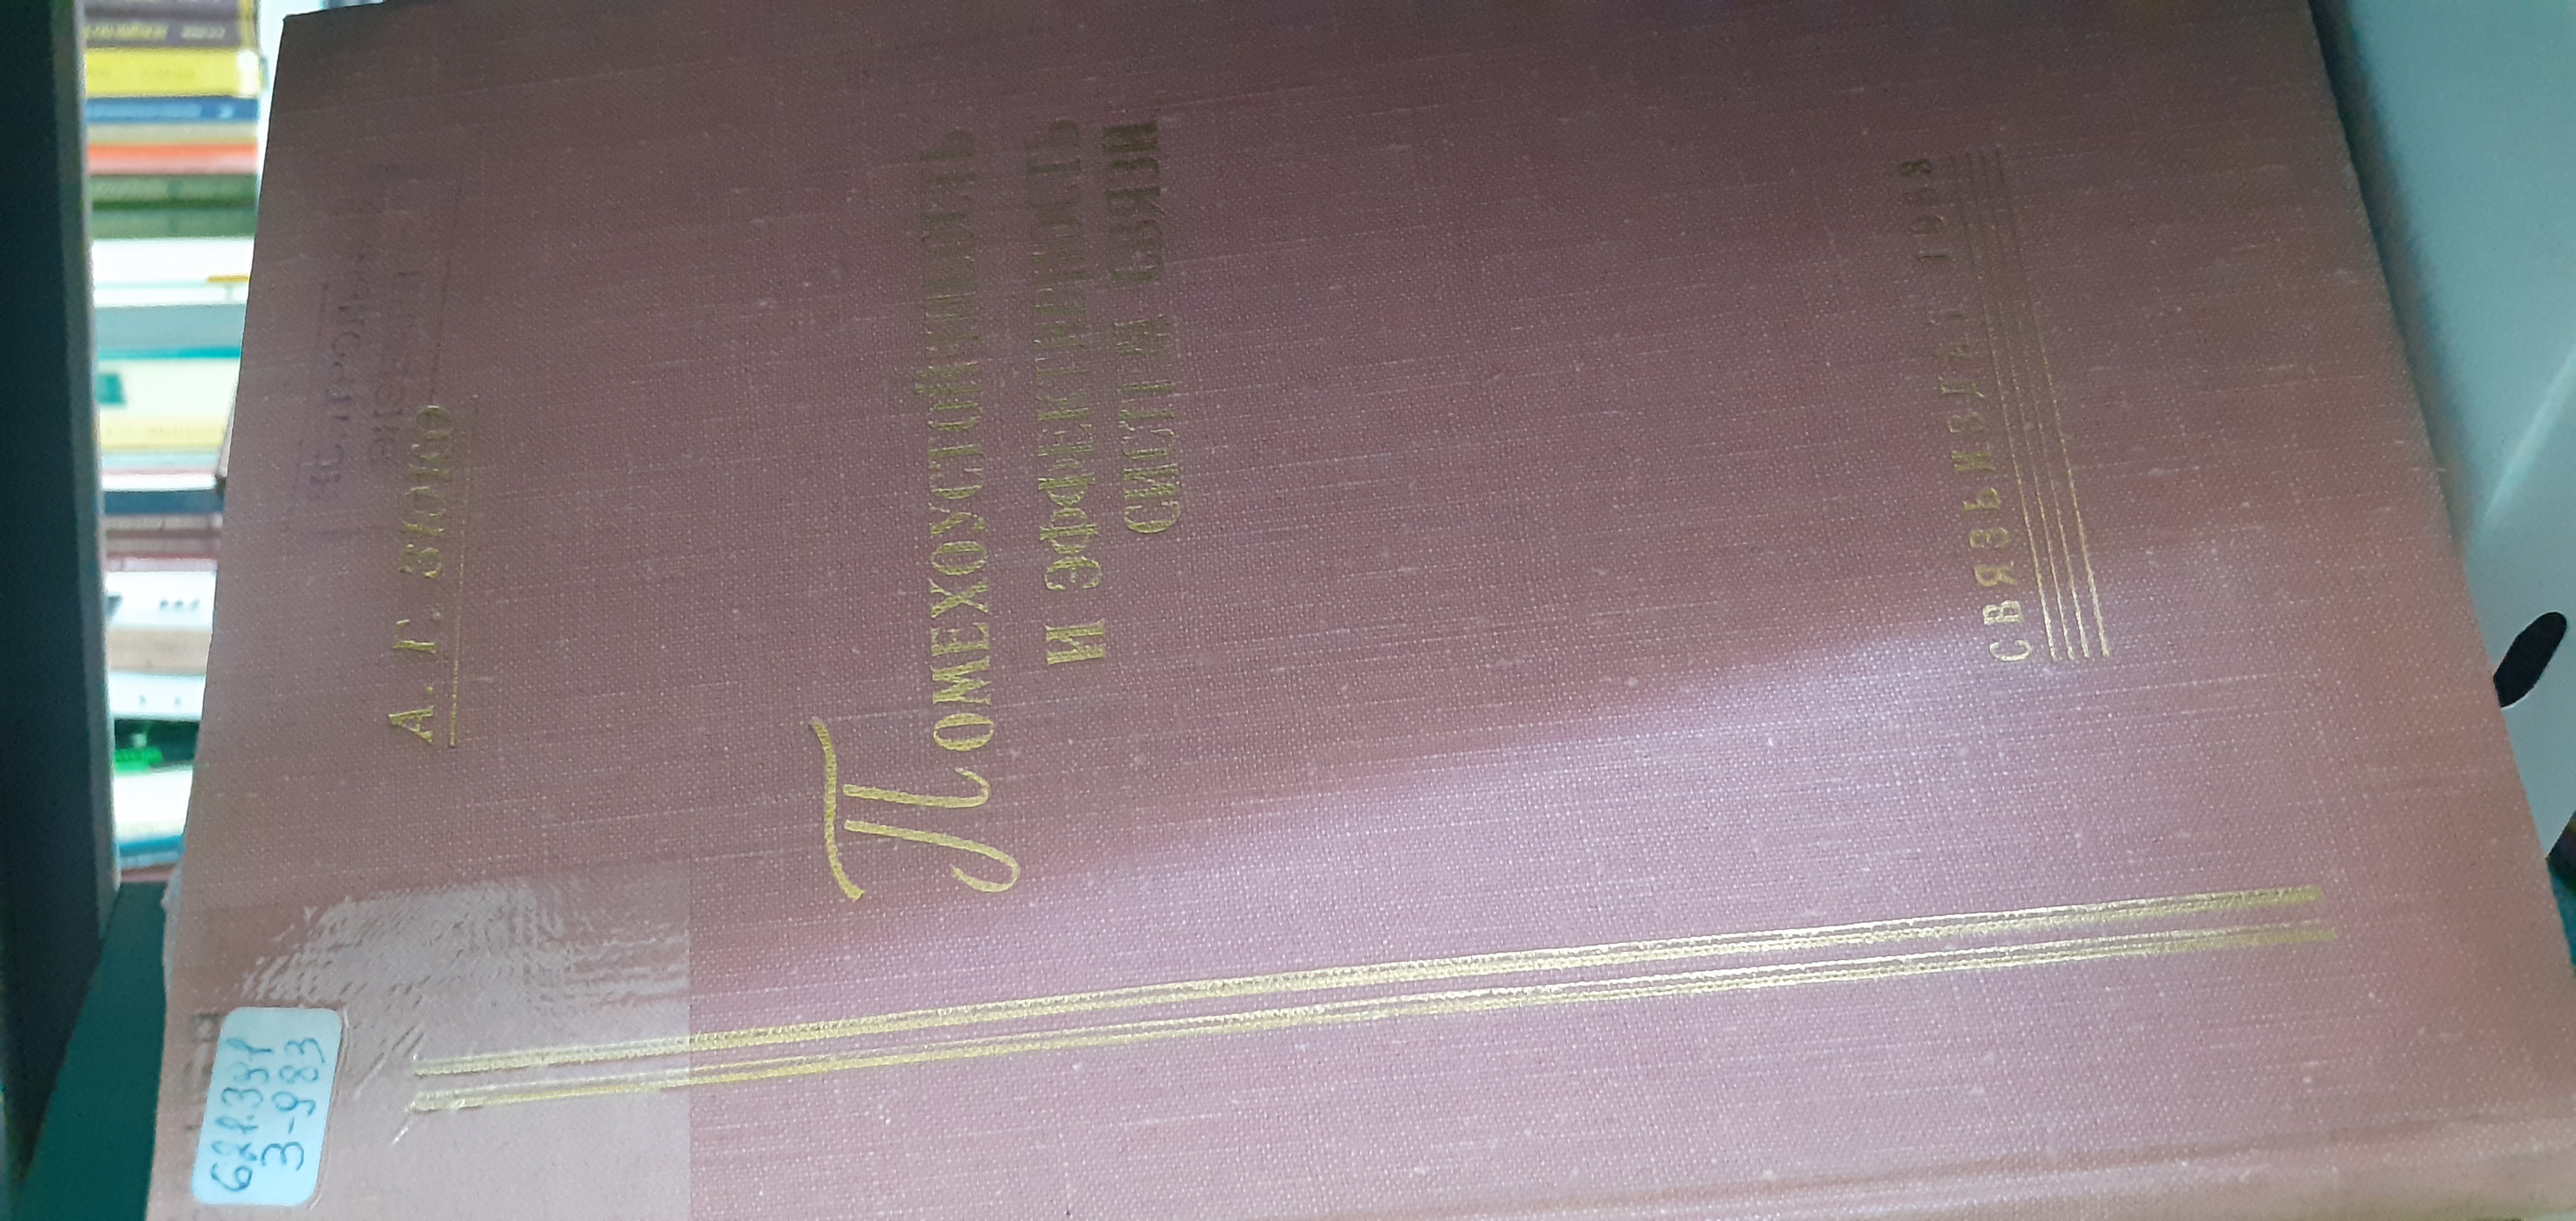 А. Г. ЗЮКО
ПОМЕХОУСТОЙЧИВОСТЬ
И ЭФФЕКТИВНОСТЬ
СИСТЕМ СВЯЗИ
СВЯЗЬИЗДАТ 1963
621.391
З-983